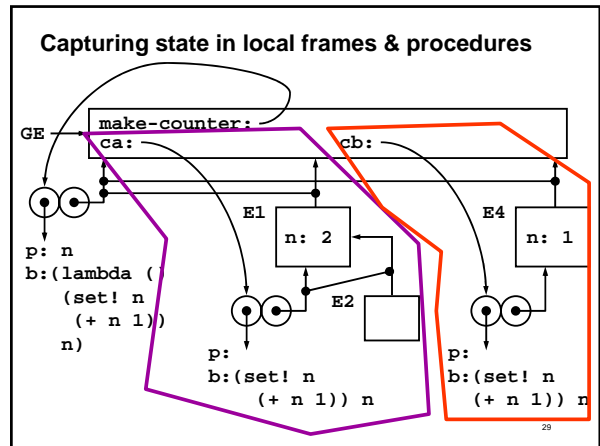 Capturing state in local frames & procedures
GE
make-counter:
ca:
cb:
E1
E4
n: 2
n: 1
p: n
b:(lambda ()
(set! n
(+ n 1))
n)
E2
p:
b:(set! n
(+ n 1)) n
p:
b:(set! n
(+ n 1)) n
29